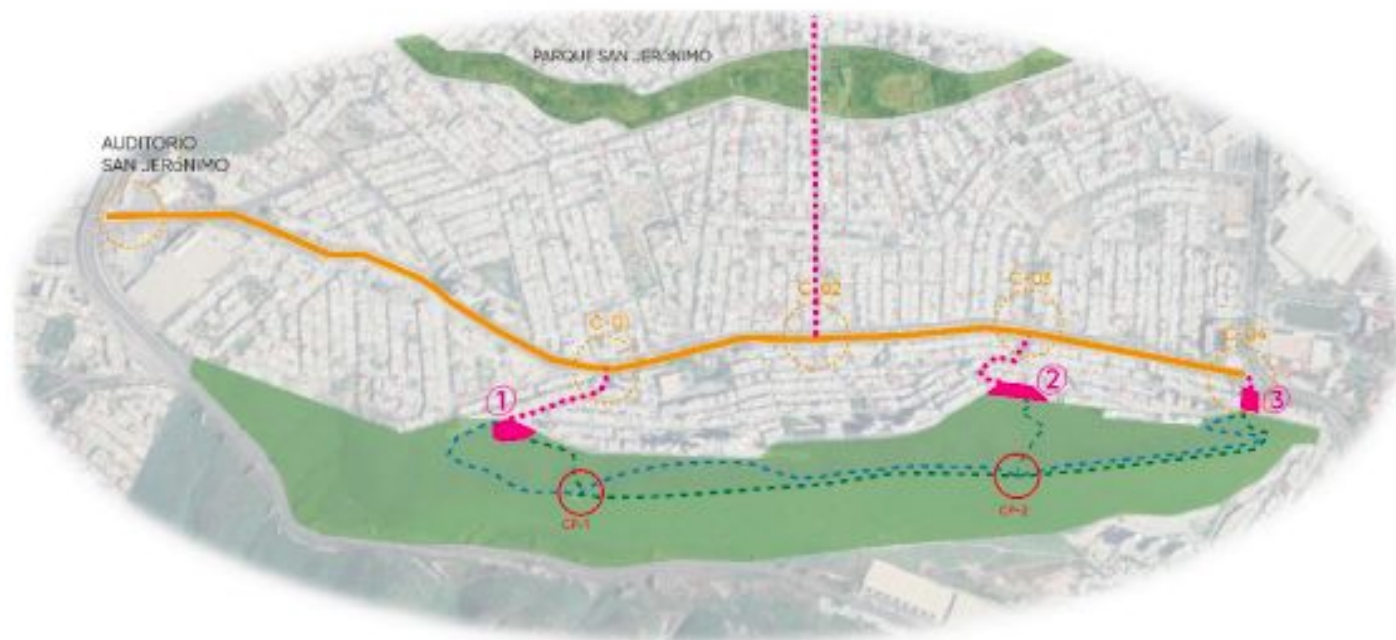 PARQUE SAN JERÓNIMO
AUDITORIO
SAN JERÓNIMO
C-02
C-03
C-01
C-04
①
②
③
CP-1
CP-2